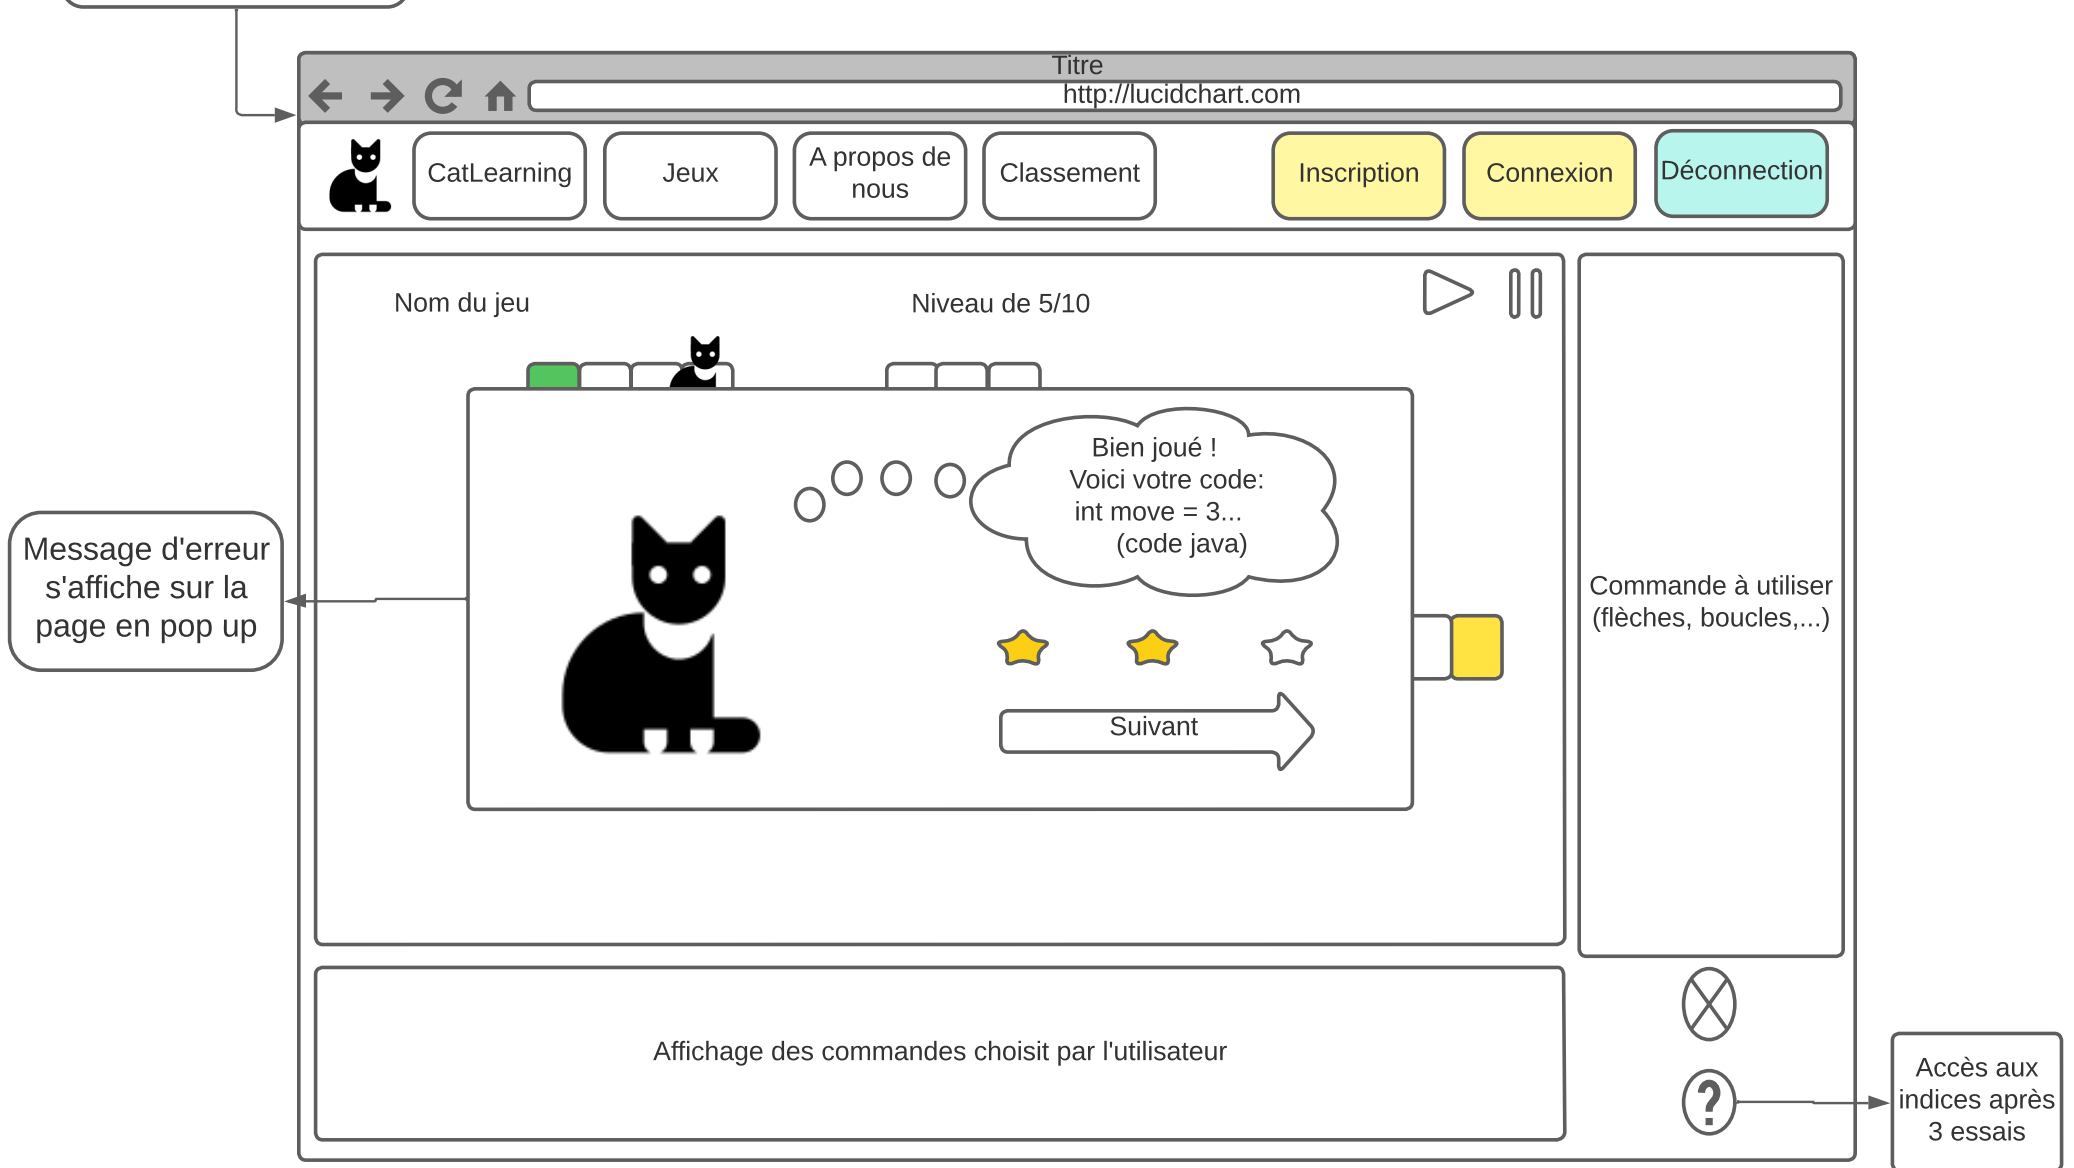 Titre
http://lucidchart.com
CatLearning
Jeux
A propos de
nous
Classement
Inscription
Connexion
Déconnection
Nom du jeu
Niveau de 5/10
Bien joué !
Voici votre code:
int move = 3...
(code java)
Suivant
Message d'erreur
s'affiche sur la
page en pop up
Commande à utiliser
(flèches, boucles,...)
Affichage des commandes choisit par l'utilisateur
?
Accès aux
indices après
3 essais